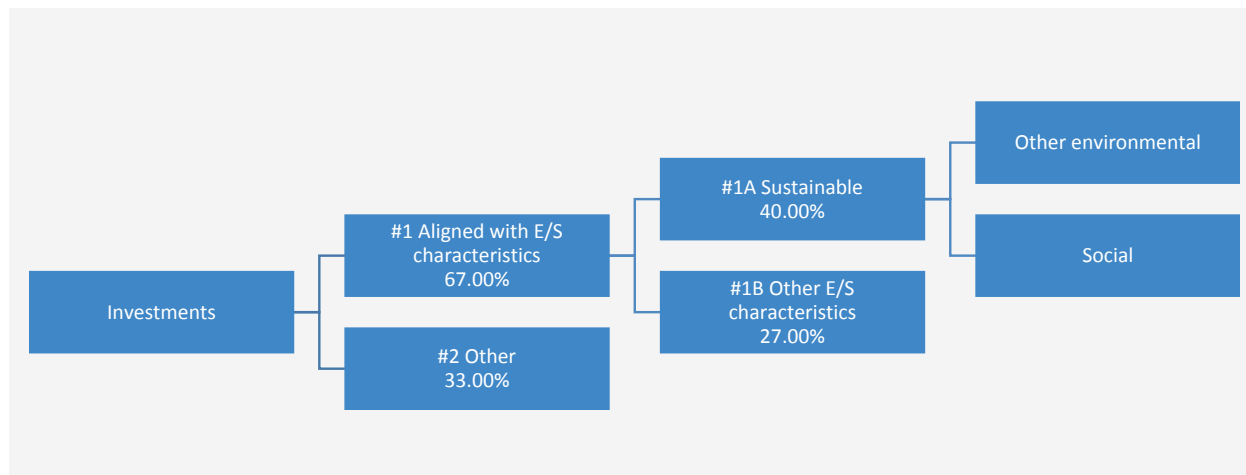 Investments
#1 Aligned with E/S
characteristics
67.00%
#2 Other
33.00%
#1A Sustainable
40.00%
#1B Other E/S
characteristics
27.00%
Other environmental
Social